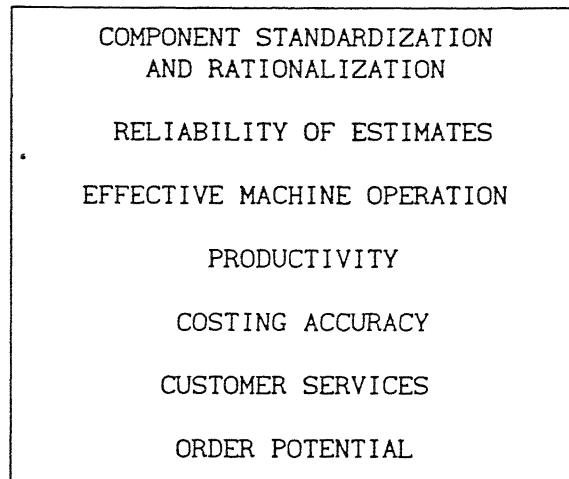 COMPONENT STANDARDIZATION
AND RATIONALIZATION
RELIABILITY OF ESTIMATES
EFFECTIVE MACHINE OPERATION
PRODUCTIVITY
COSTING ACCURACY
CUSTOMER SERVICES
ORDER POTENTIAL